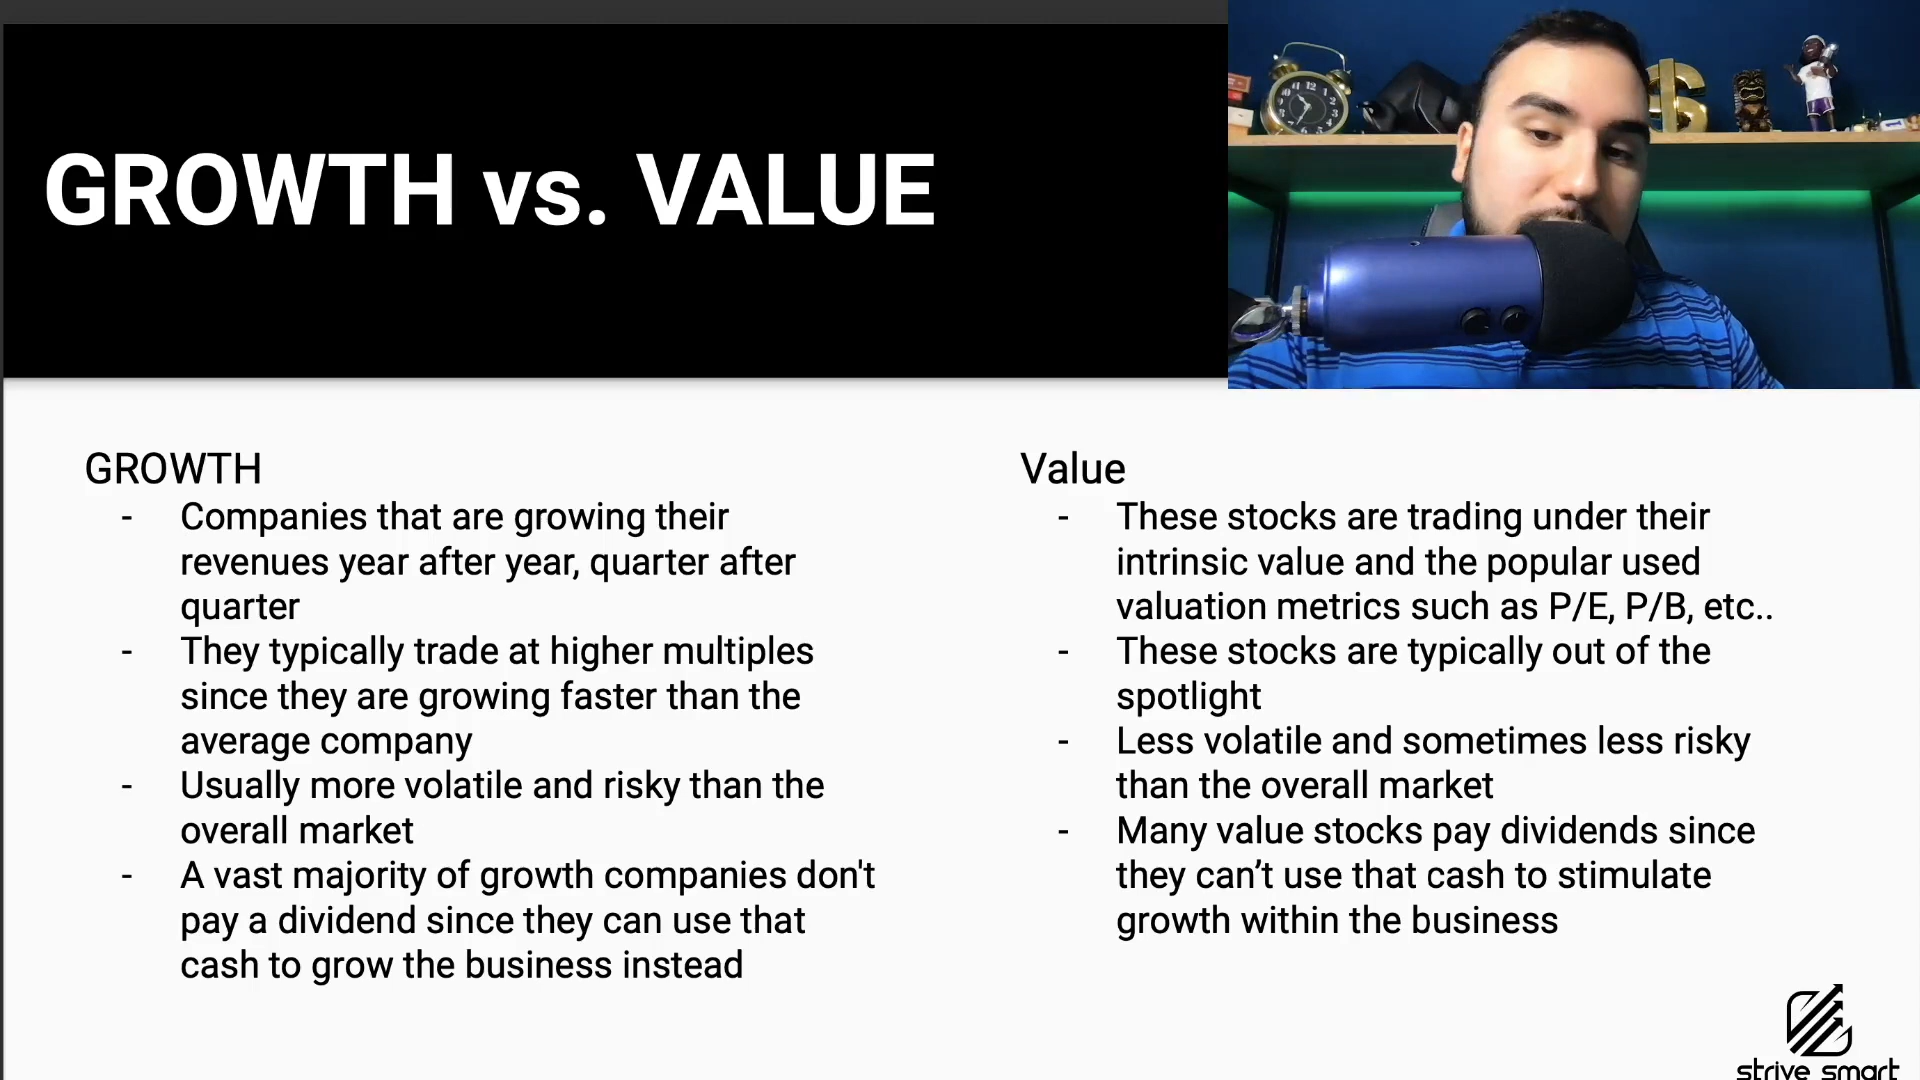 GROWTH vs. VALUE
GROWTH
- Companies that are growing their
revenues year after year, quarter after
quarter
- They typically trade at higher multiples
since they are growing faster than the
average company
- Usually more volatile and risky than the
overall market
- A vast majority of growth companies don't
pay a dividend since they can use that
cash to grow the business instead
Value
- These stocks are trading under their
intrinsic value and the popular used
valuation metrics such as P/E, P/B, etc..
- These stocks are typically out of the
spotlight
- Less volatile and sometimes less risky
than the overall market
- Many value stocks pay dividends since
they can’t use that cash to stimulate
growth within the business
strive smart